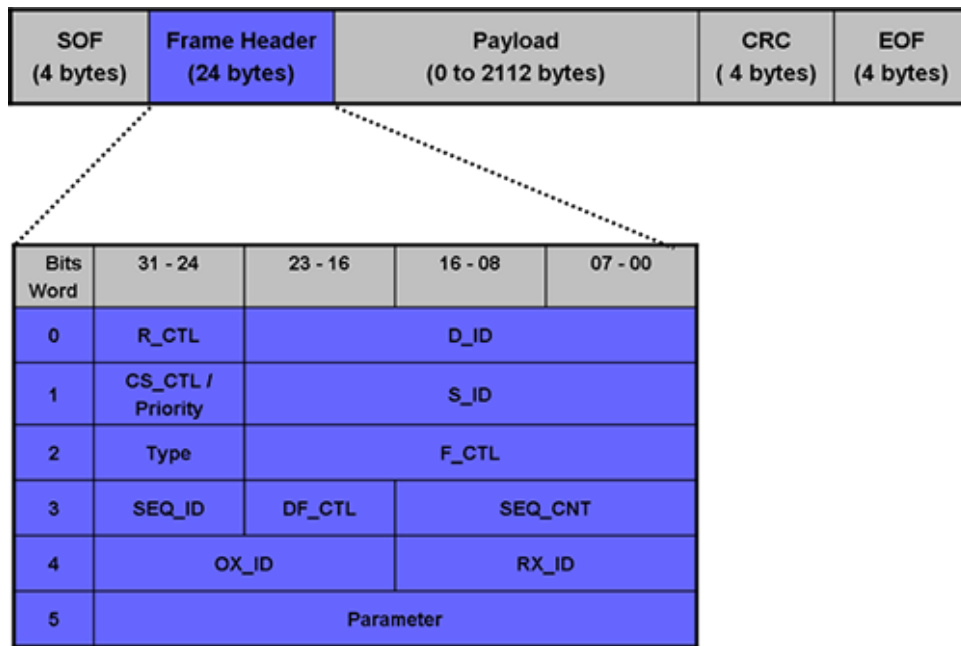 SOF Frame Header Payload CRC EOF
(4 bytes) (24 bytes) (0 to 2112 bytes) ( 4 bytes) (4 bytes)
Bits 31 - 24 23 - 16 16 - 08 07 - 00
Word
0 R_CTL D_ID
1 CS_CTL / Priority S_ID
2 Type F_CTL
3 SEQ_ID DF_CTL SEQ_CNT
4 OX_ID RX_ID
5 Parameter